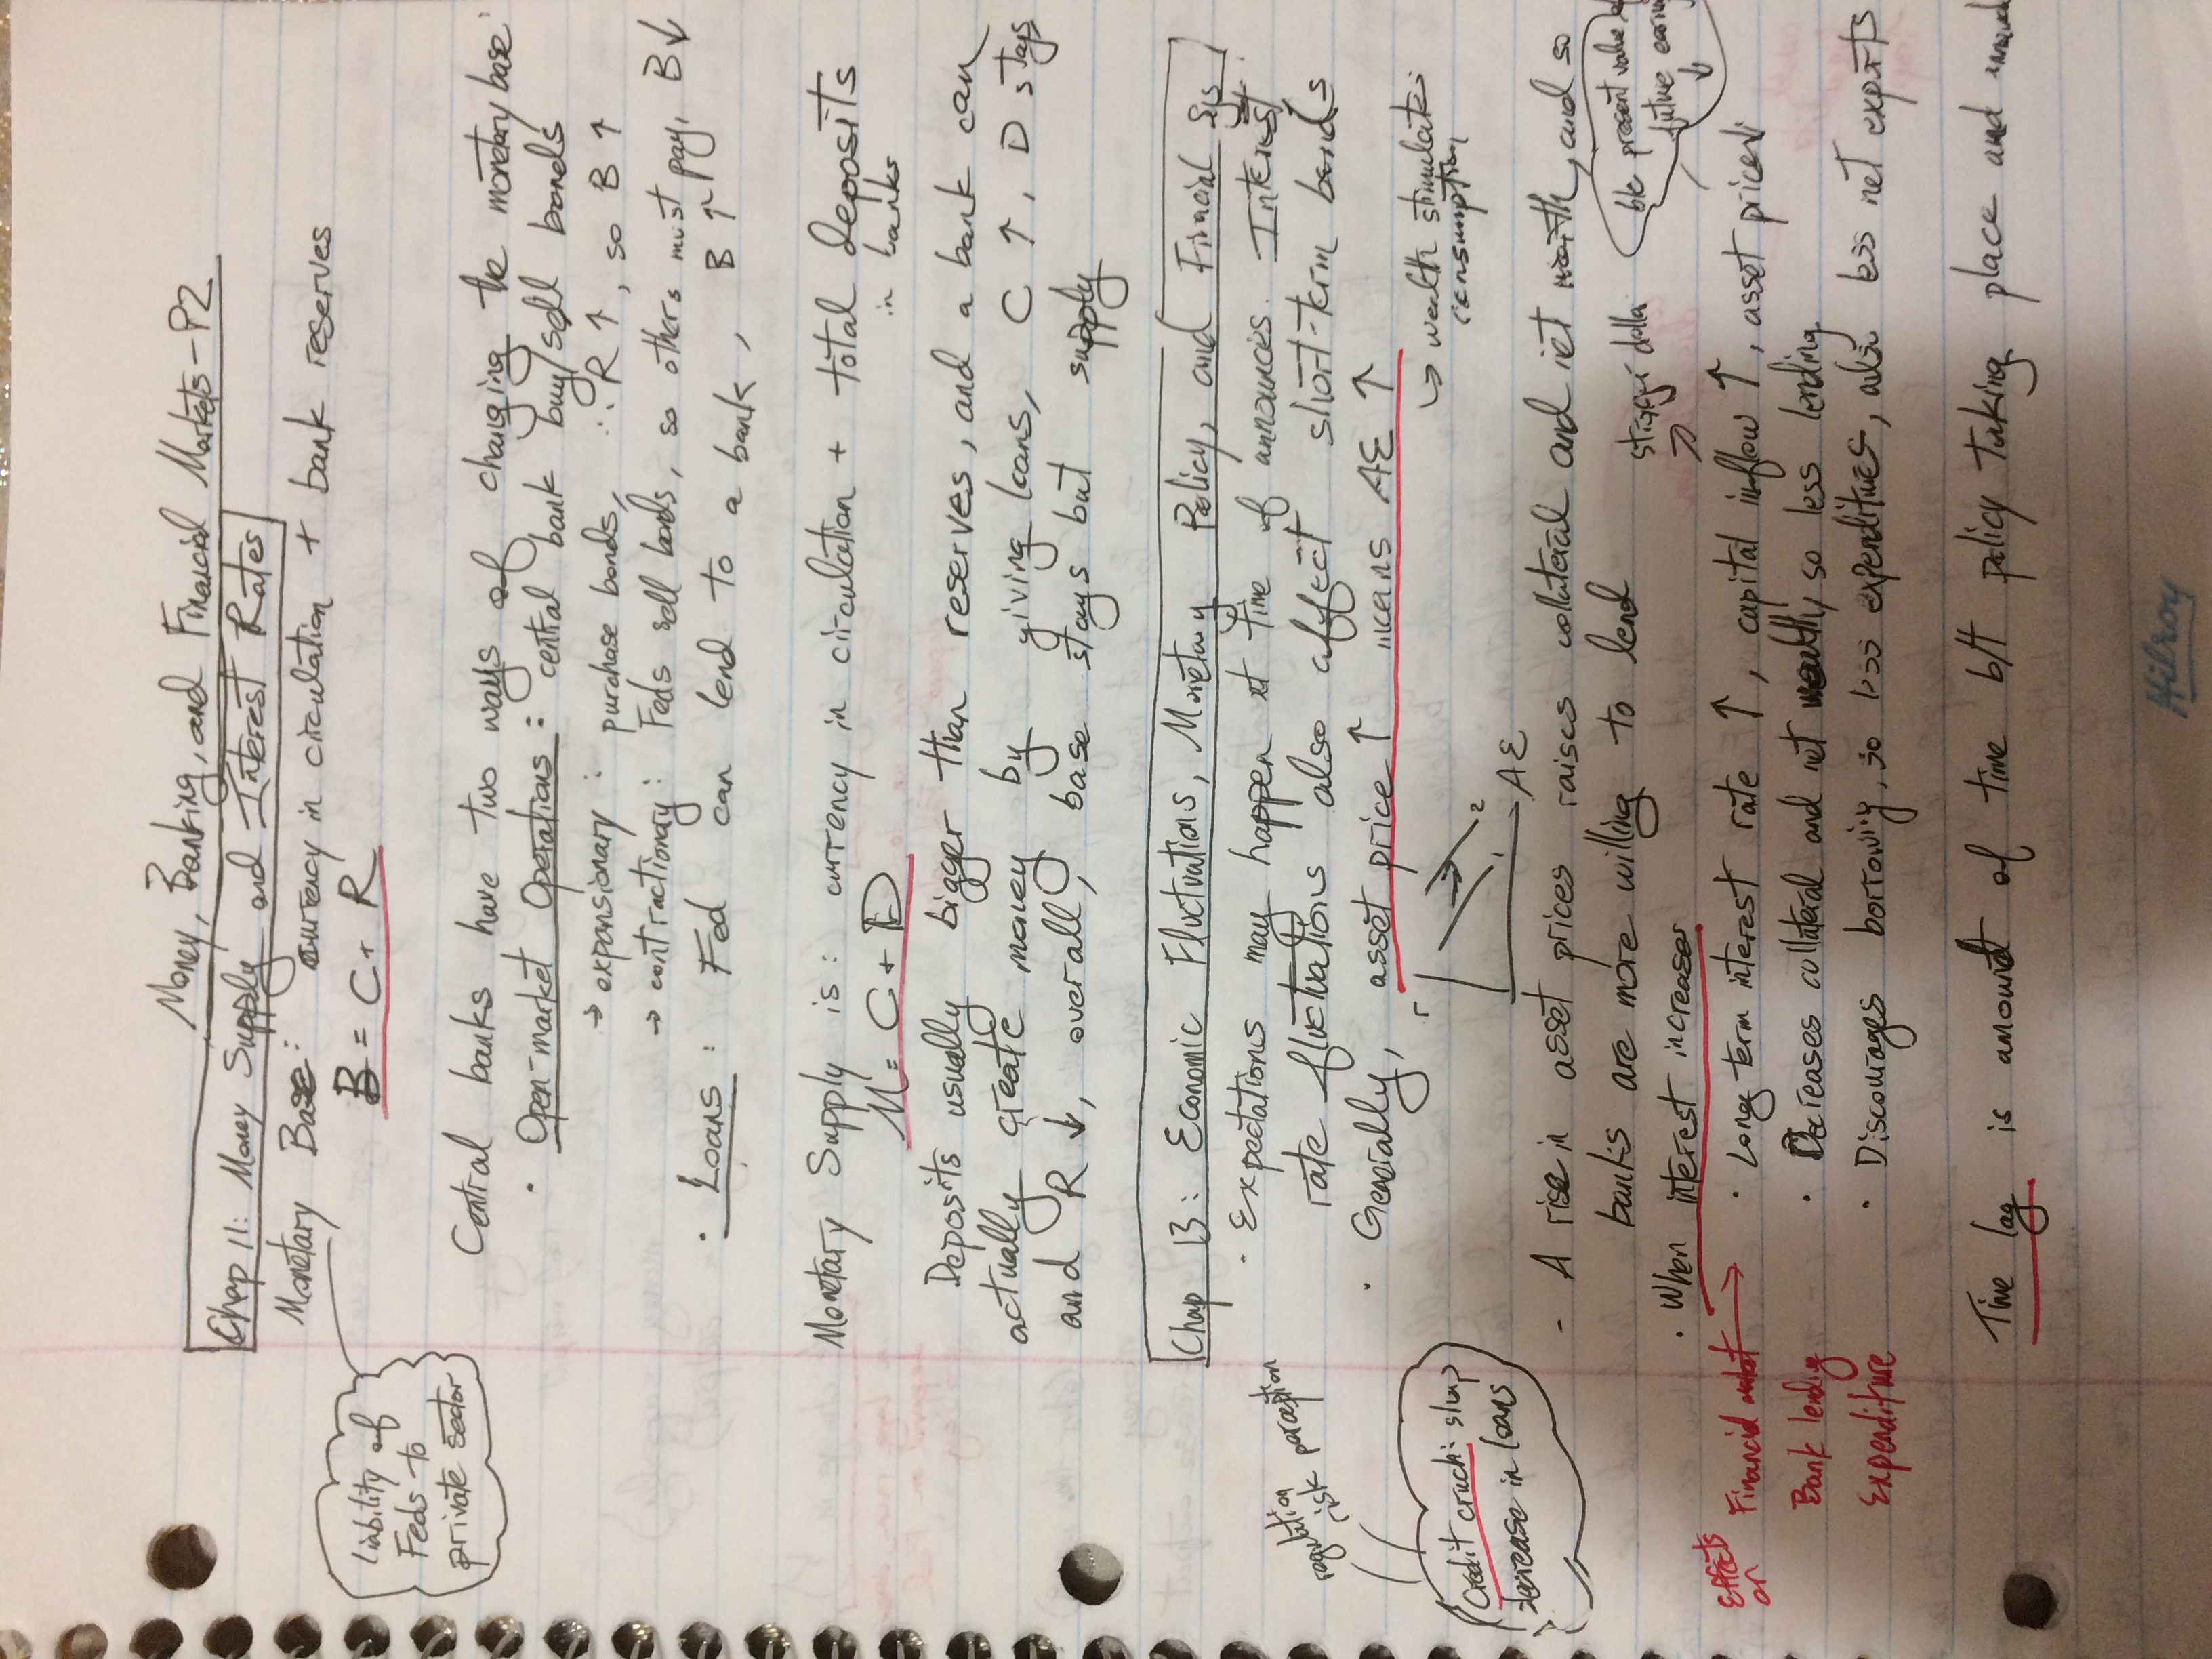 Money, Banking, and Financial Markets - P2
Chap 11: Money Supply and Interest Rates
Monetary Base: currency in circulation + bank reserves
B = C + R
Liability of
Feds to
private sector
Central banks have two ways of changing the monetary base:
· Open-market Operations: central bank buy/sell bonds
→ expansionary: purchase bonds, ∴ R ↑, so B ↑
→ contractionary: Feds sell bonds, so others must pay, B ↓
· Loans: Fed can lend to a bank, B ↑
Monetary Supply is: currency in circulation + total deposits
in banks
M = C + D
Deposits usually bigger than reserves, and a bank can
actually create money by giving loans, C ↑, D stays
and R ↓, overall, base stays but supply
Chap 13: Economic Fluctuations, Monetary Policy, and Finacial Sys
· Expectations may happen at time of announces. Interest
rate fluctuations also affect short-term bonds
regulation
risk perception
· Generally, asset price ↑ means AE ↑
↳ wealth stimulates
consumption
r
2
1
AE
Credit cruch: sharp
decrease in loans
- A rise in asset prices raises collateral and net worth, and so
banks are more willing to lend
stronger dolla
b/c present value of
future earning
↓
· When interest increases
Effects
on
Financial market → · Long term interest rate ↑, capital inflow ↑, asset price↓
Bank lending · Decreases collateral and net wealth, so less lending
Expenditure · Discourages borrowing, so less expenditures, also less net exports
Time lag is amount of time b/t policy taking place and
Hilroy